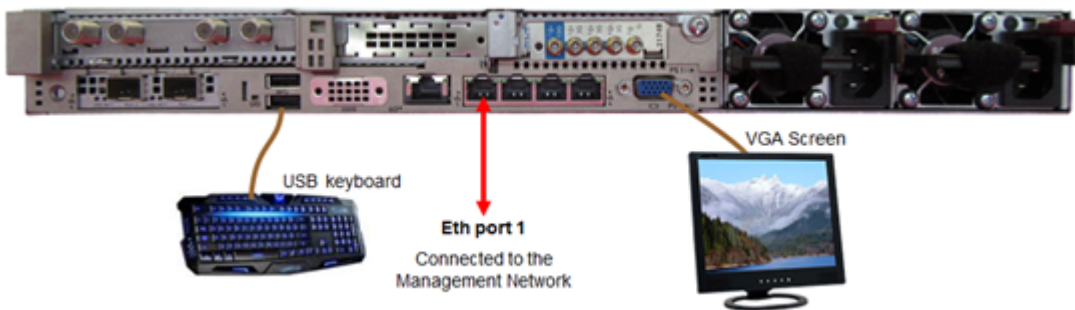 VGA Screen
USB keyboard
Eth port 1
Connected to the
Management Network